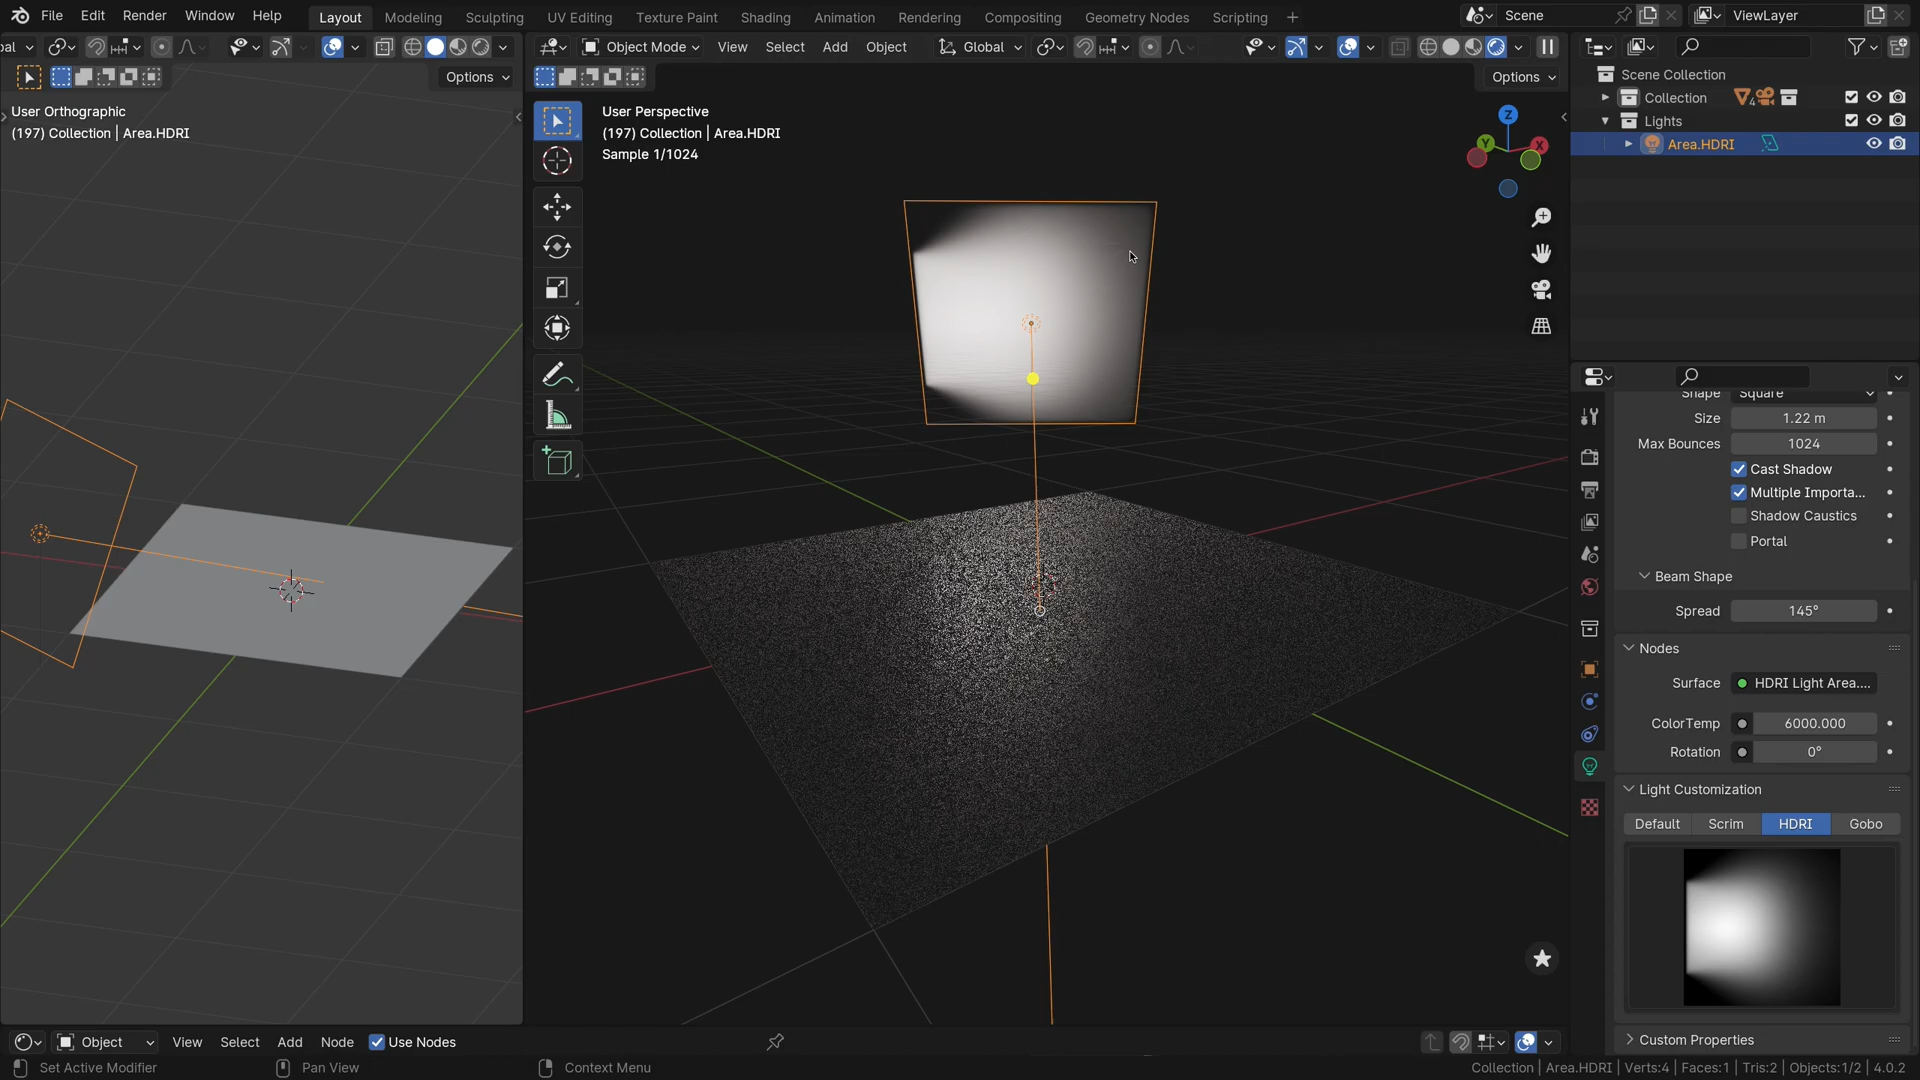 File Edit Render Window Help Layout Modeling Sculpting UV Editing Texture Paint Shading Animation Rendering Compositing Geometry Nodes Scripting + Scene ViewLayer
Object Mode View Select Add Object Global
Options
Options
User Orthographic
(197) Collection | Area.HDRI
User Perspective
(197) Collection | Area.HDRI
Sample 1/1024
Z
Y
X
Scene Collection
Collection 4
Lights
Area.HDRI
Shape Square
Size 1.22 m
Max Bounces 1024
Cast Shadow
Multiple Importa...
Shadow Caustics
Portal
Beam Shape
Spread 145°
Nodes
Surface HDRI Light Area....
ColorTemp 6000.000
Rotation 0°
Light Customization
Default Scrim HDRI Gobo
Custom Properties
Object View Select Add Node Use Nodes
Set Active Modifier Pan View Context Menu Collection | Area.HDRI | Verts:4 | Faces:1 | Tris:2 | Objects:1/2 | 4.0.2